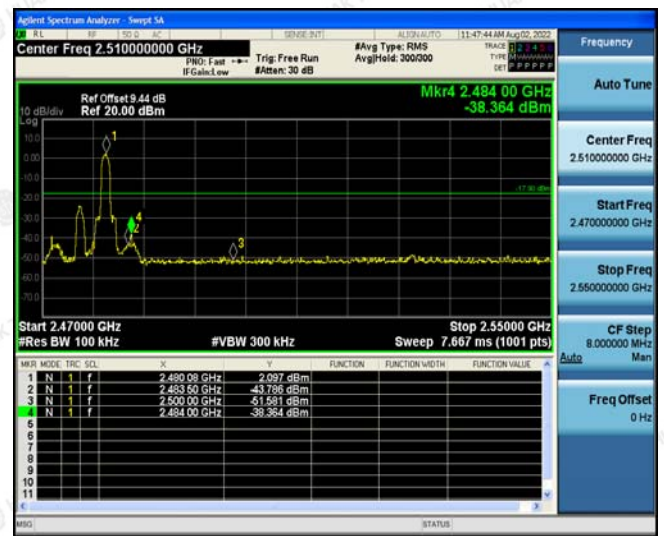 Agilent Spectrum Analyzer - Swept SA
RL RF 50 Ω AC SENSE:INT ALIGNAUTO 11:47:44 AM Aug 02, 2022
Center Freq 2.510000000 GHz
PNO: Fast
IFGain:Low
Trig: Free Run
#Atten: 30 dB
#Avg Type: RMS
Avg|Hold: 300/300
TRACE 1 2 3 4 5 6
TYPE M
DET P P P P P P
Ref Offset 9.44 dB
10 dB/div Ref 20.00 dBm
Log
Mkr4 2.484 00 GHz
-38.364 dBm
10.0
0.00
-10.0
-20.0
-30.0
-40.0
-50.0
-60.0
-70.0
1
4
2
3
-17.90 dBm
Start 2.47000 GHz Stop 2.55000 GHz
#Res BW 100 kHz #VBW 300 kHz Sweep 7.667 ms (1001 pts)
MKR MODE TRC SCL X Y FUNCTION FUNCTION WIDTH FUNCTION VALUE
1 N 1 f 2.480 08 GHz 2.097 dBm
2 N 1 f 2.483 50 GHz -43.786 dBm
3 N 1 f 2.500 00 GHz -51.581 dBm
4 N 1 f 2.484 00 GHz -38.364 dBm
5
6
7
8
9
10
11
MSG STATUS
Frequency
Auto Tune
Center Freq
2.510000000 GHz
Start Freq
2.470000000 GHz
Stop Freq
2.550000000 GHz
CF Step
8.000000 MHz
Auto Man
Freq Offset
0 Hz